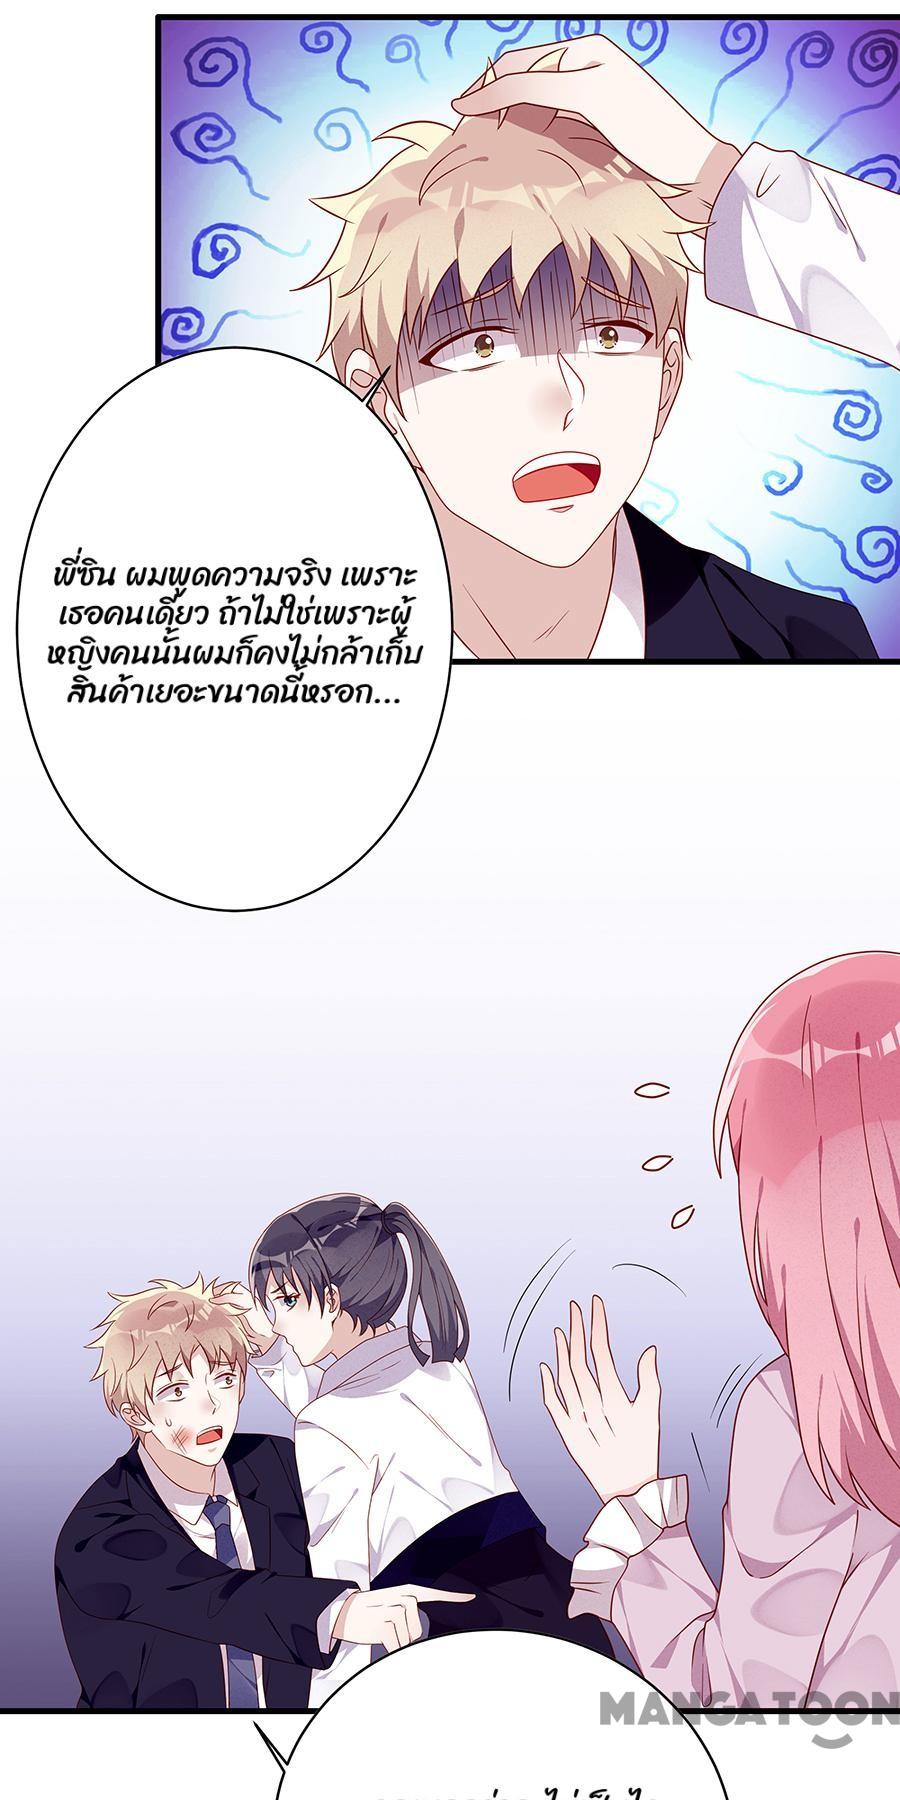 พี่ซิน ผมพูดความจริง เพราะ
เธอคนเดียว ถ้าไม่ใช่เพราะผู้
หญิงคนนั้นผมก็คงไม่กล้าเก็บ
สินค้าเยอะขนาดนี้หรอก...
MANGATOON